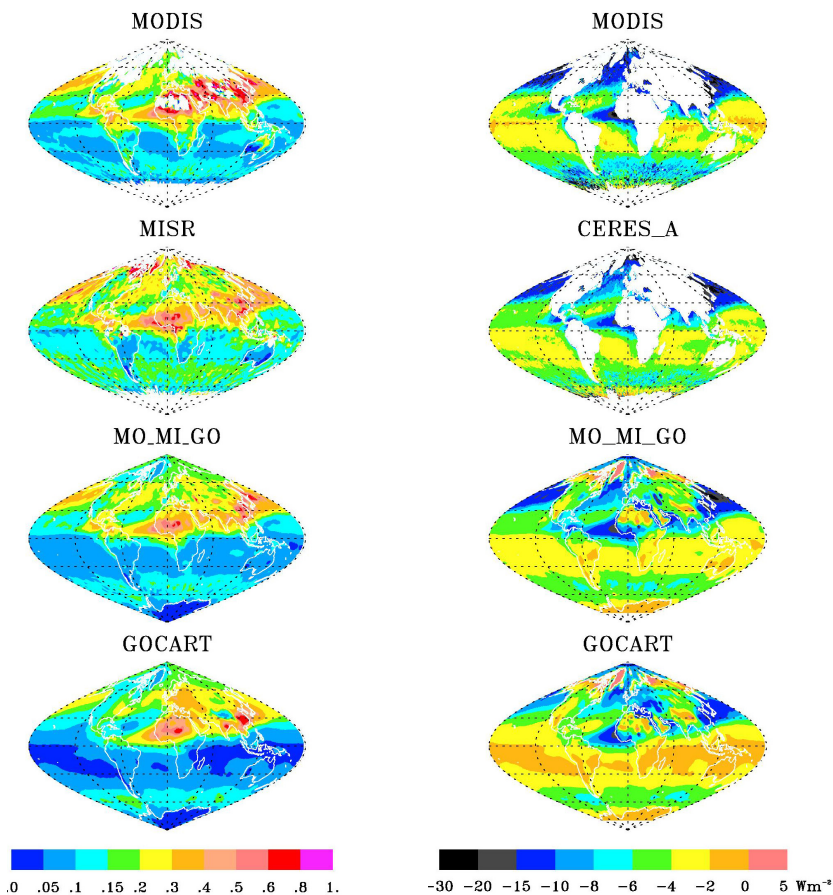 MODIS MODIS
MISR CERES_A
MO_MI_GO MO_MI_GO
GOCART GOCART
.0 .05 .1 .15 .2 .3 .4 .5 .6 .8 1. -30 -20 -15 -10 -8 -6 -4 -2 0 5 Wm⁻²